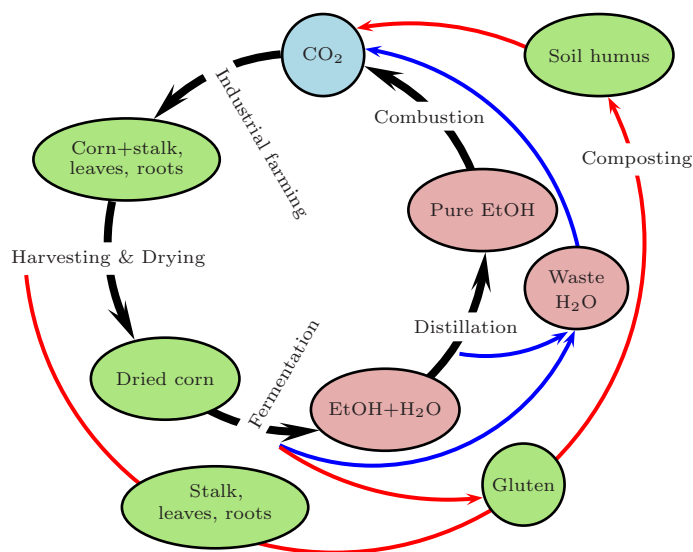 CO₂
Soil humus
Industrial farming
Combustion
Corn+stalk,
leaves, roots
Composting
Pure EtOH
Harvesting & Drying
Waste
H₂O
Distillation
Fermentation
Dried corn
EtOH+H₂O
Stalk,
leaves, roots
Gluten